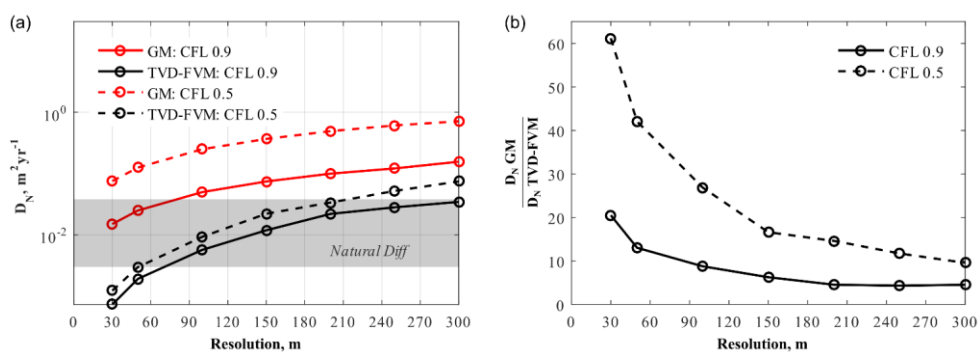 (a)
GM: CFL 0.9
TVD-FVM: CFL 0.9
GM: CFL 0.5
TVD-FVM: CFL 0.5
10^0
10^-2
D_N, m^2 yr^-1
Natural Diff
0 30 60 90 120 150 180 210 240 270 300
Resolution, m
(b)
CFL 0.9
CFL 0.5
60
50
40
30
20
10
0
D_N GM
D_N TVD-FVM
0 30 60 90 120 150 180 210 240 270 300
Resolution, m